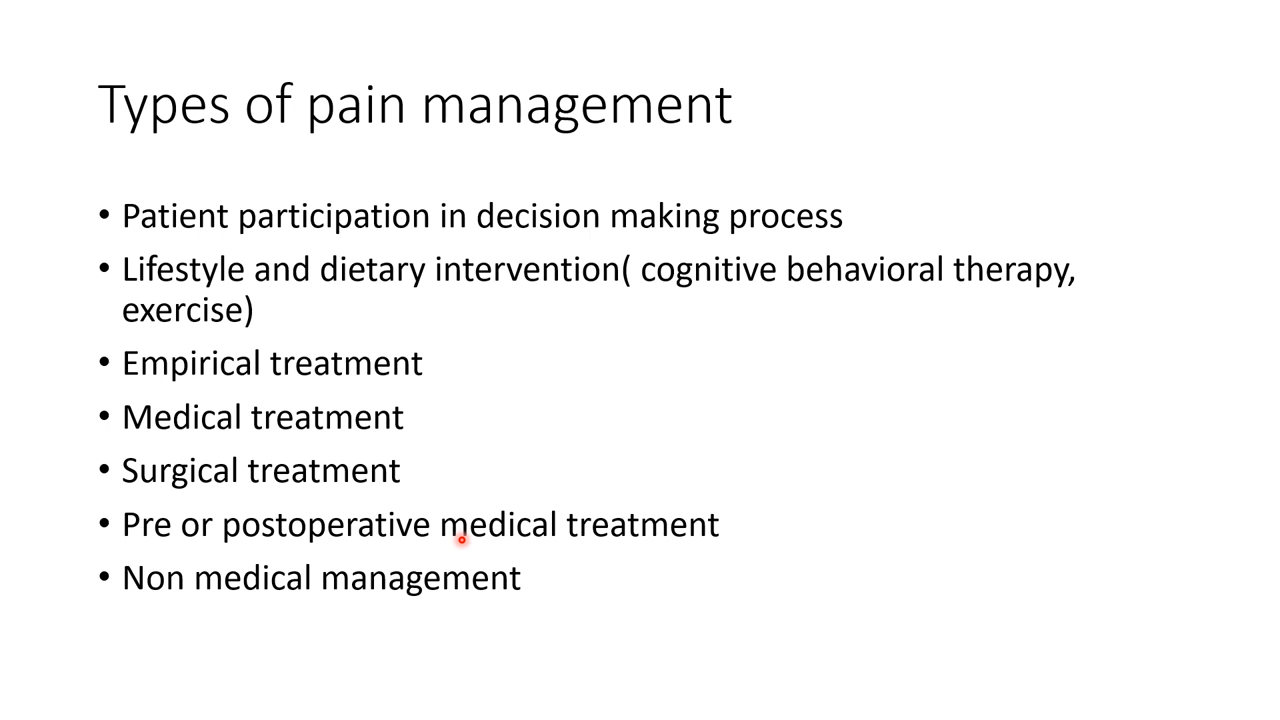 Types of pain management
• Patient participation in decision making process
• Lifestyle and dietary intervention( cognitive behavioral therapy,
exercise)
• Empirical treatment
• Medical treatment
• Surgical treatment
• Pre or postoperative medical treatment
• Non medical management